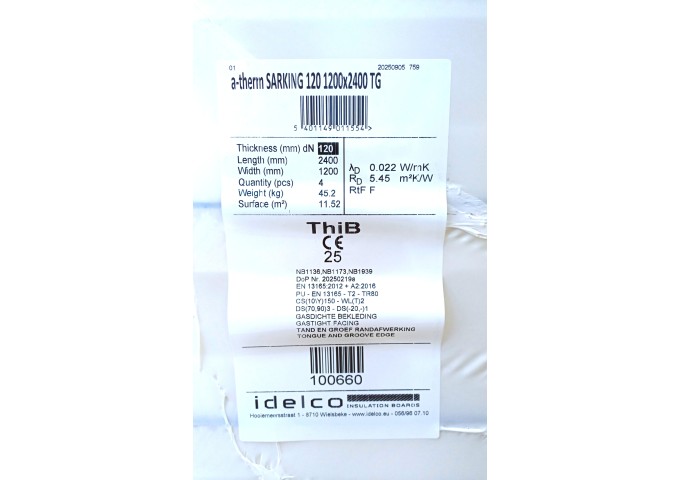 01 20250905 759
a-therm SARKING 120 1200x2400 TG
5 401149 011554 >
Thickness (mm) dN 120
Length (mm) 2400
Width (mm) 1200
Quantity (pcs) 4
Weight (kg) 45.2
Surface (m²) 11.52
λD 0.022 W/mK
RD 5.45 m²K/W
RtF F
ThiB
CE
25
NB1136,NB1173,NB1939
DoP Nr. 20250219a
EN 13165:2012 + A2:2016
PU - EN 13165 - T2 - TR80
CS(10\Y)150 - WL(T)2
DS(70,90)3 - DS(-20,-)1
GASDICHTE BEKLEDING
GASTIGHT FACING
TAND EN GROEF RANDAFWERKING
TONGUE AND GROOVE EDGE
100660
idelco INSULATION BOARDS
Hooiemeersstraat 1 - 8710 Wielsbeke - www.idelco.eu - 056/96 07.10